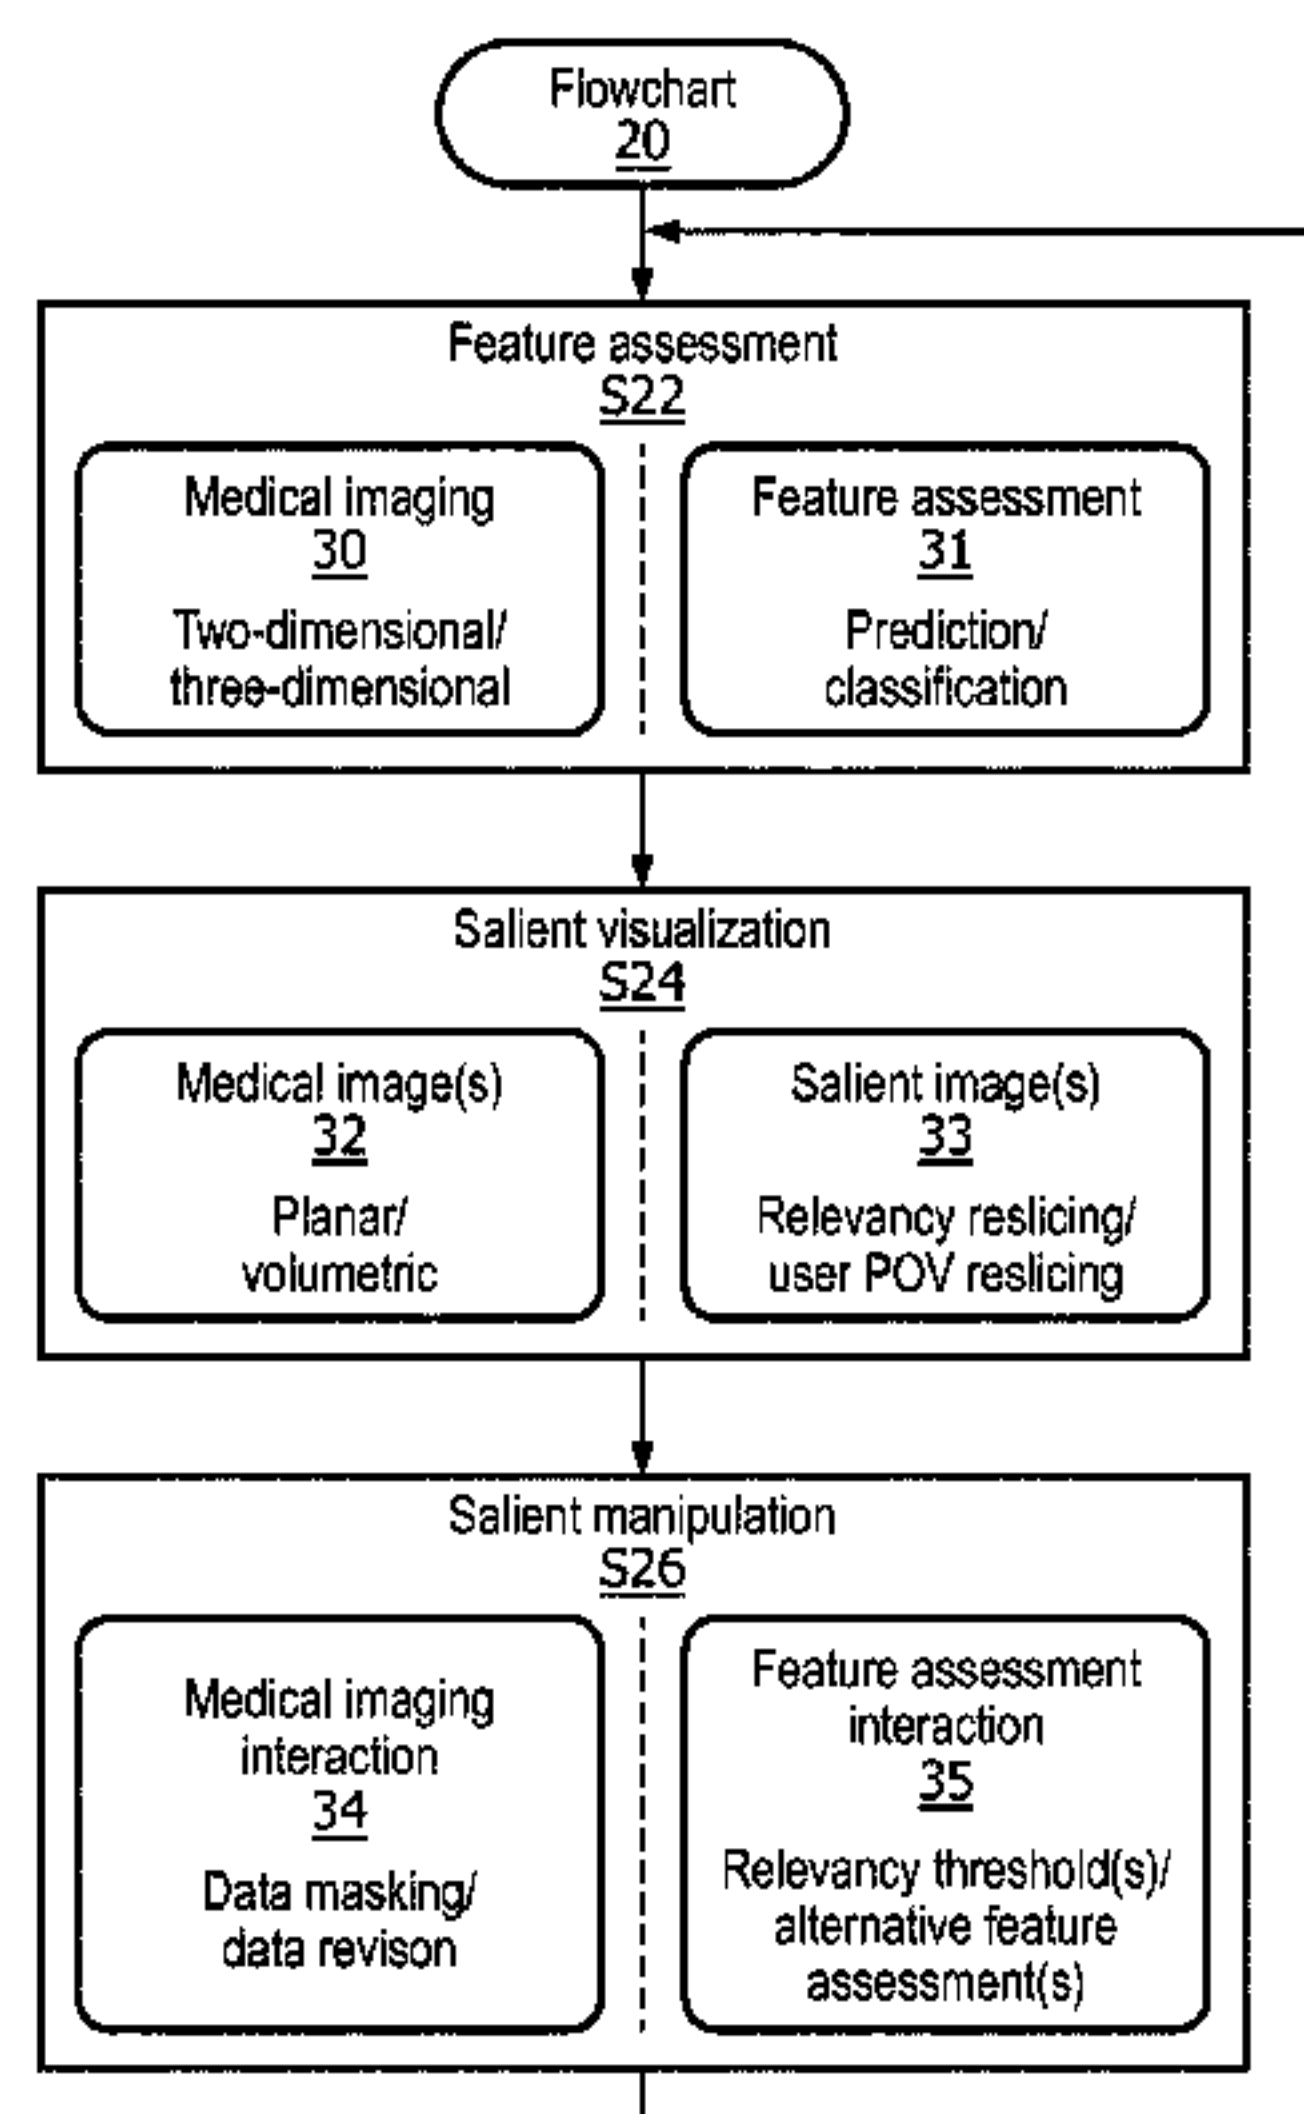 Flowchart
20
Feature assessment
S22
Medical imaging
30
Two-dimensional/
three-dimensional
Feature assessment
31
Prediction/
classification
Salient visualization
S24
Medical image(s)
32
Planar/
volumetric
Salient image(s)
33
Relevancy reslicing/
user POV reslicing
Salient manipulation
S26
Medical imaging
interaction
34
Data masking/
data revison
Feature assessment
interaction
35
Relevancy threshold(s)/
alternative feature
assessment(s)